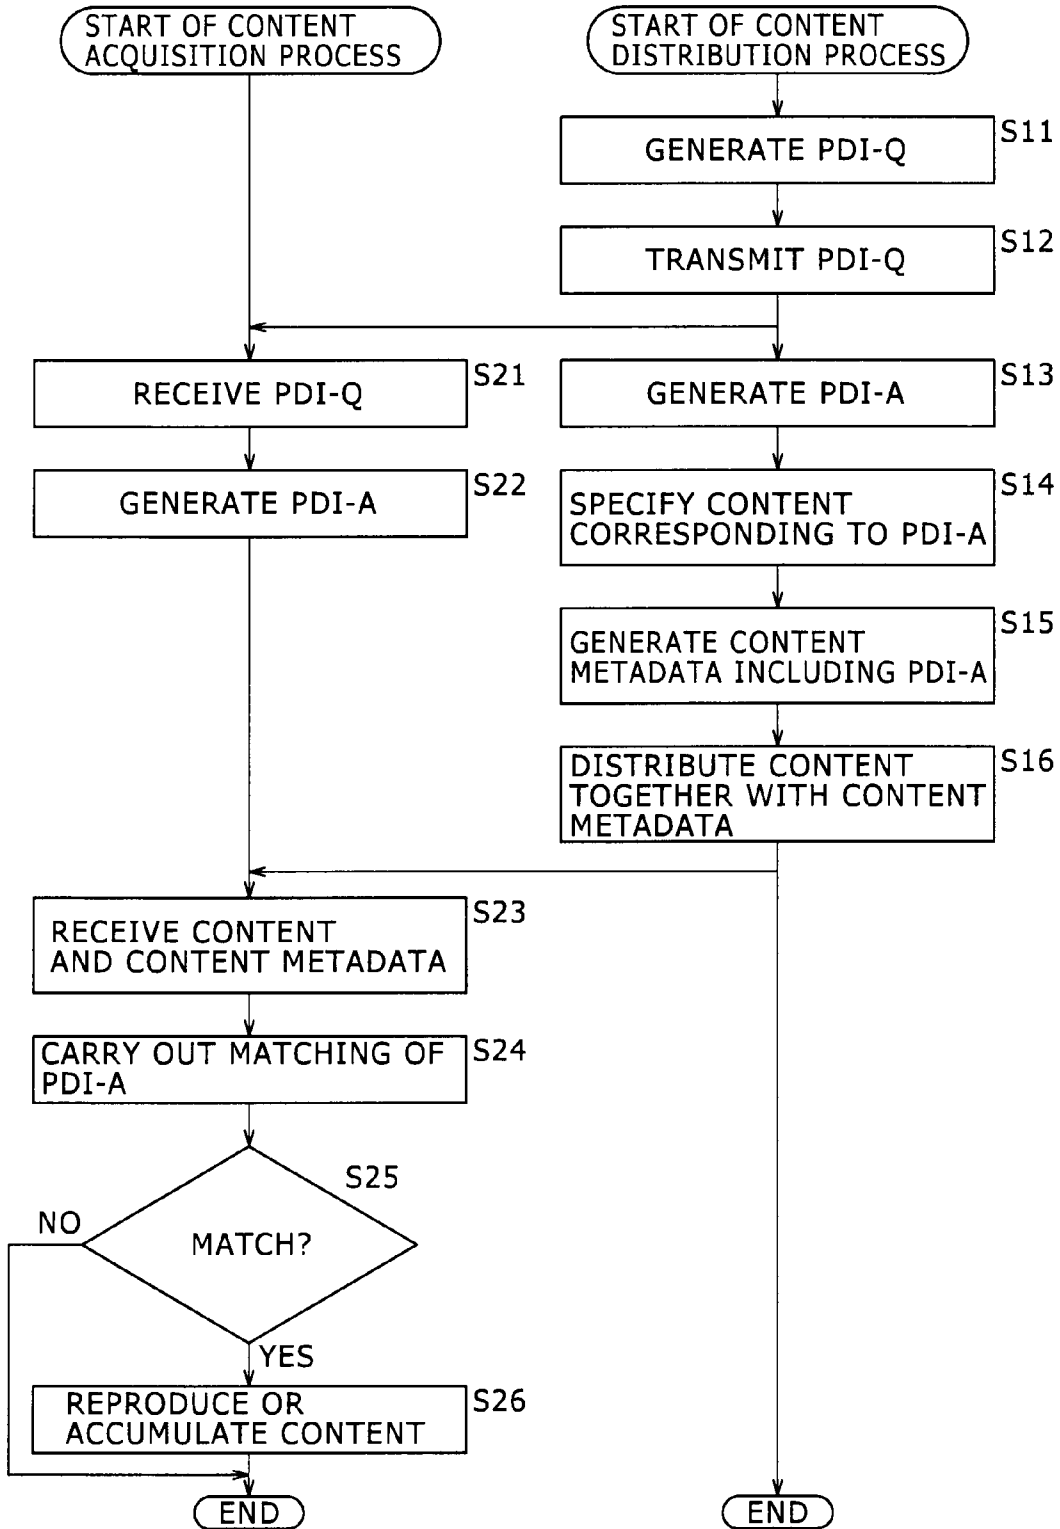 START OF CONTENT
ACQUISITION PROCESS
START OF CONTENT
DISTRIBUTION PROCESS
S11
GENERATE PDI-Q
S12
TRANSMIT PDI-Q
S21
RECEIVE PDI-Q
S13
GENERATE PDI-A
S22
GENERATE PDI-A
S14
SPECIFY CONTENT
CORRESPONDING TO PDI-A
S15
GENERATE CONTENT
METADATA INCLUDING PDI-A
S16
DISTRIBUTE CONTENT
TOGETHER WITH CONTENT
METADATA
S23
RECEIVE CONTENT
AND CONTENT METADATA
S24
CARRY OUT MATCHING OF
PDI-A
S25
NO
MATCH?
YES
S26
REPRODUCE OR
ACCUMULATE CONTENT
END
END